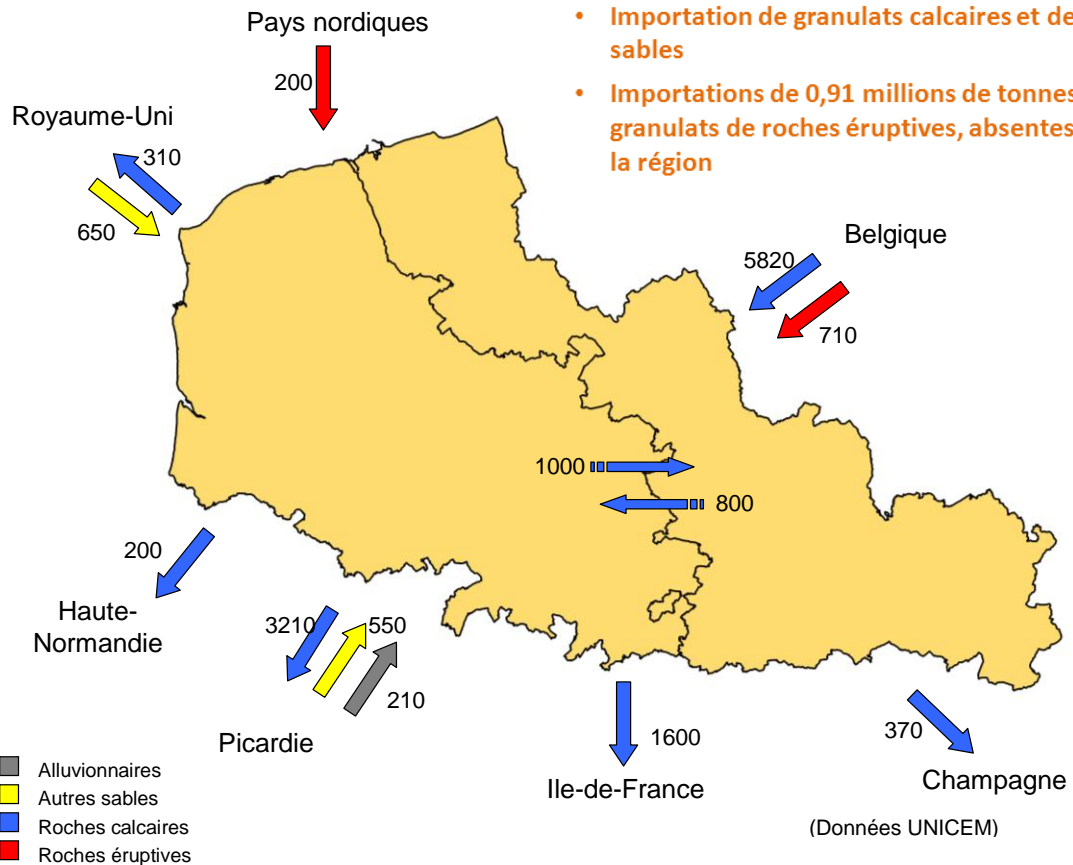 Pays nordiques
200
• Importation de granulats calcaires et de
sables
• Importations de 0,91 millions de tonnes
granulats de roches éruptives, absentes
la région
Royaume-Uni
310
650
Belgique
5820
710
1000
800
200
Haute-
Normandie
3210
550
210
Picardie
1600
Ile-de-France
370
Champagne
Alluvionnaires
Autres sables
Roches calcaires
Roches éruptives
(Données UNICEM)